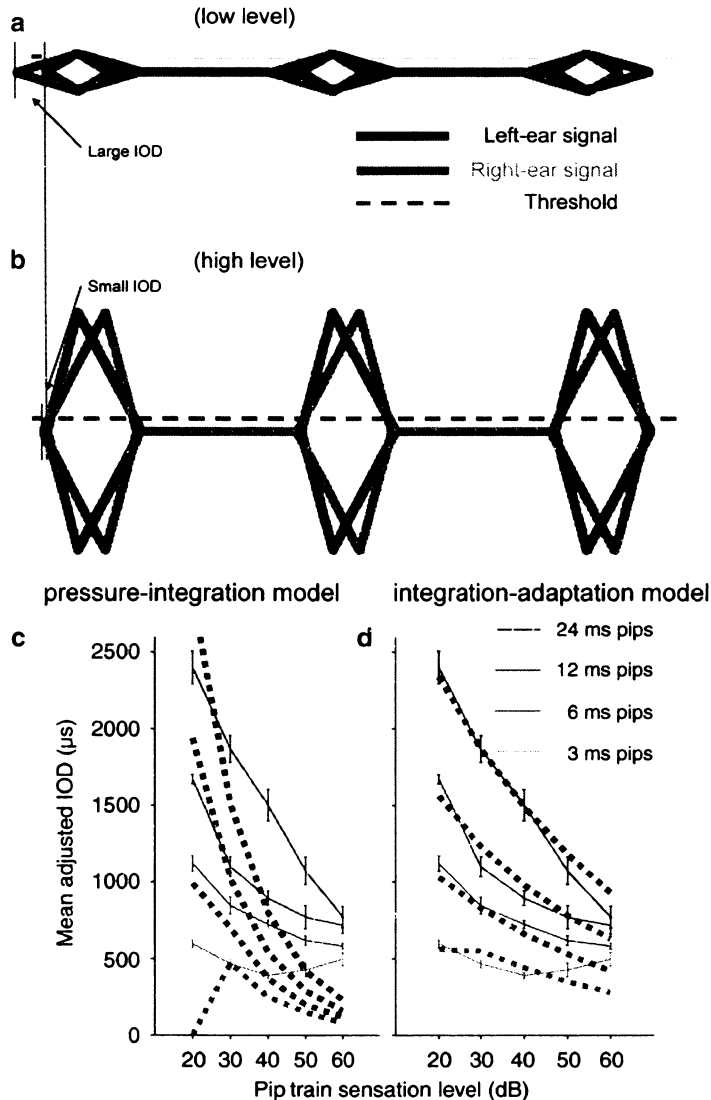 a
(low level)
Large IOD
Left-ear signal
Right-ear signal
Threshold
b
(high level)
Small IOD
pressure-integration model
integration-adaptation model
c
d
24 ms pips
12 ms pips
6 ms pips
3 ms pips
Mean adjusted IOD (µs)
2500
2000
1500
1000
500
0
20 30 40 50 60
20 30 40 50 60
Pip train sensation level (dB)